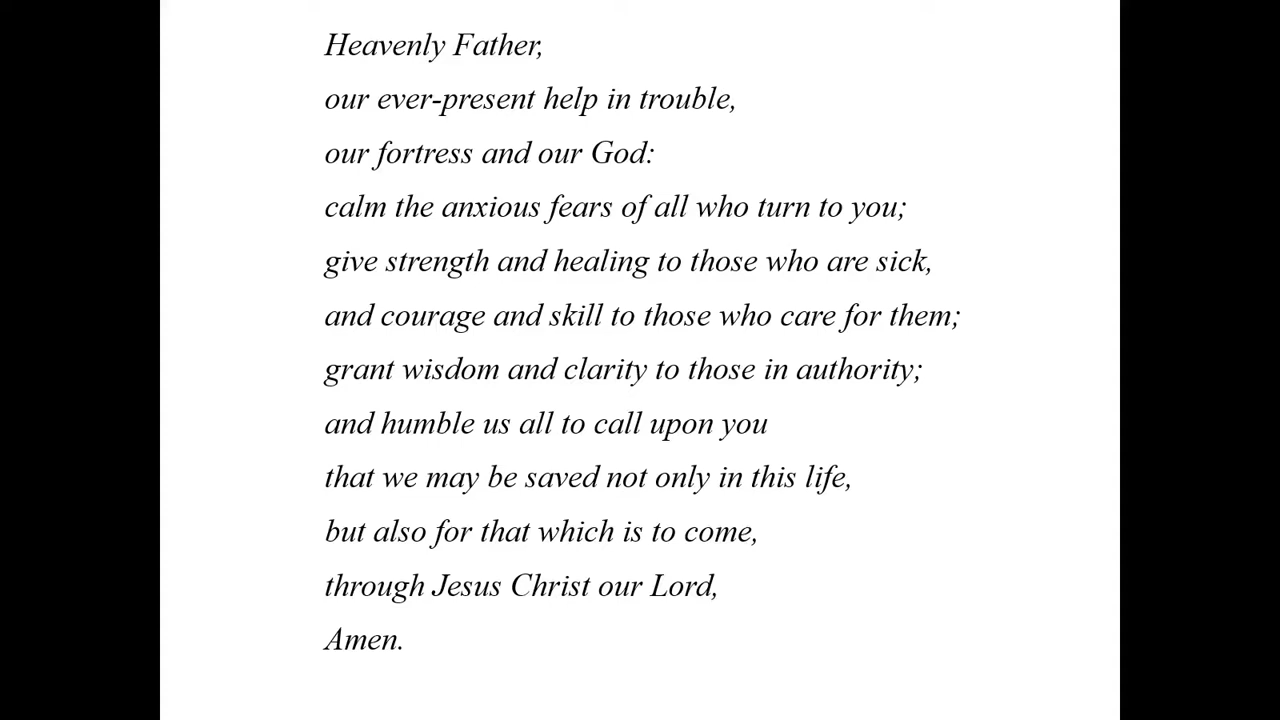 Heavenly Father,
our ever-present help in trouble,
our fortress and our God:
calm the anxious fears of all who turn to you;
give strength and healing to those who are sick,
and courage and skill to those who care for them;
grant wisdom and clarity to those in authority;
and humble us all to call upon you
that we may be saved not only in this life,
but also for that which is to come,
through Jesus Christ our Lord,
Amen.